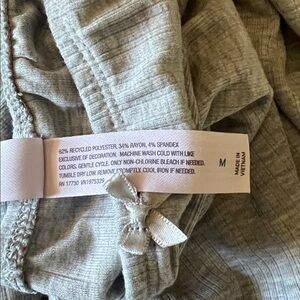 62% RECYCLED POLYESTER, 34% RAYON, 4% SPANDEX
EXCLUSIVE OF DECORATION. MACHINE WASH COLD WITH LIKE
COLORS. GENTLE CYCLE. ONLY NON-CHLORINE BLEACH IF NEEDED.
TUMBLE DRY LOW. REMOVE PROMPTLY. COOL IRON IF NEEDED.
RN 17730 VN1975325
M
MADE IN
VIETNAM